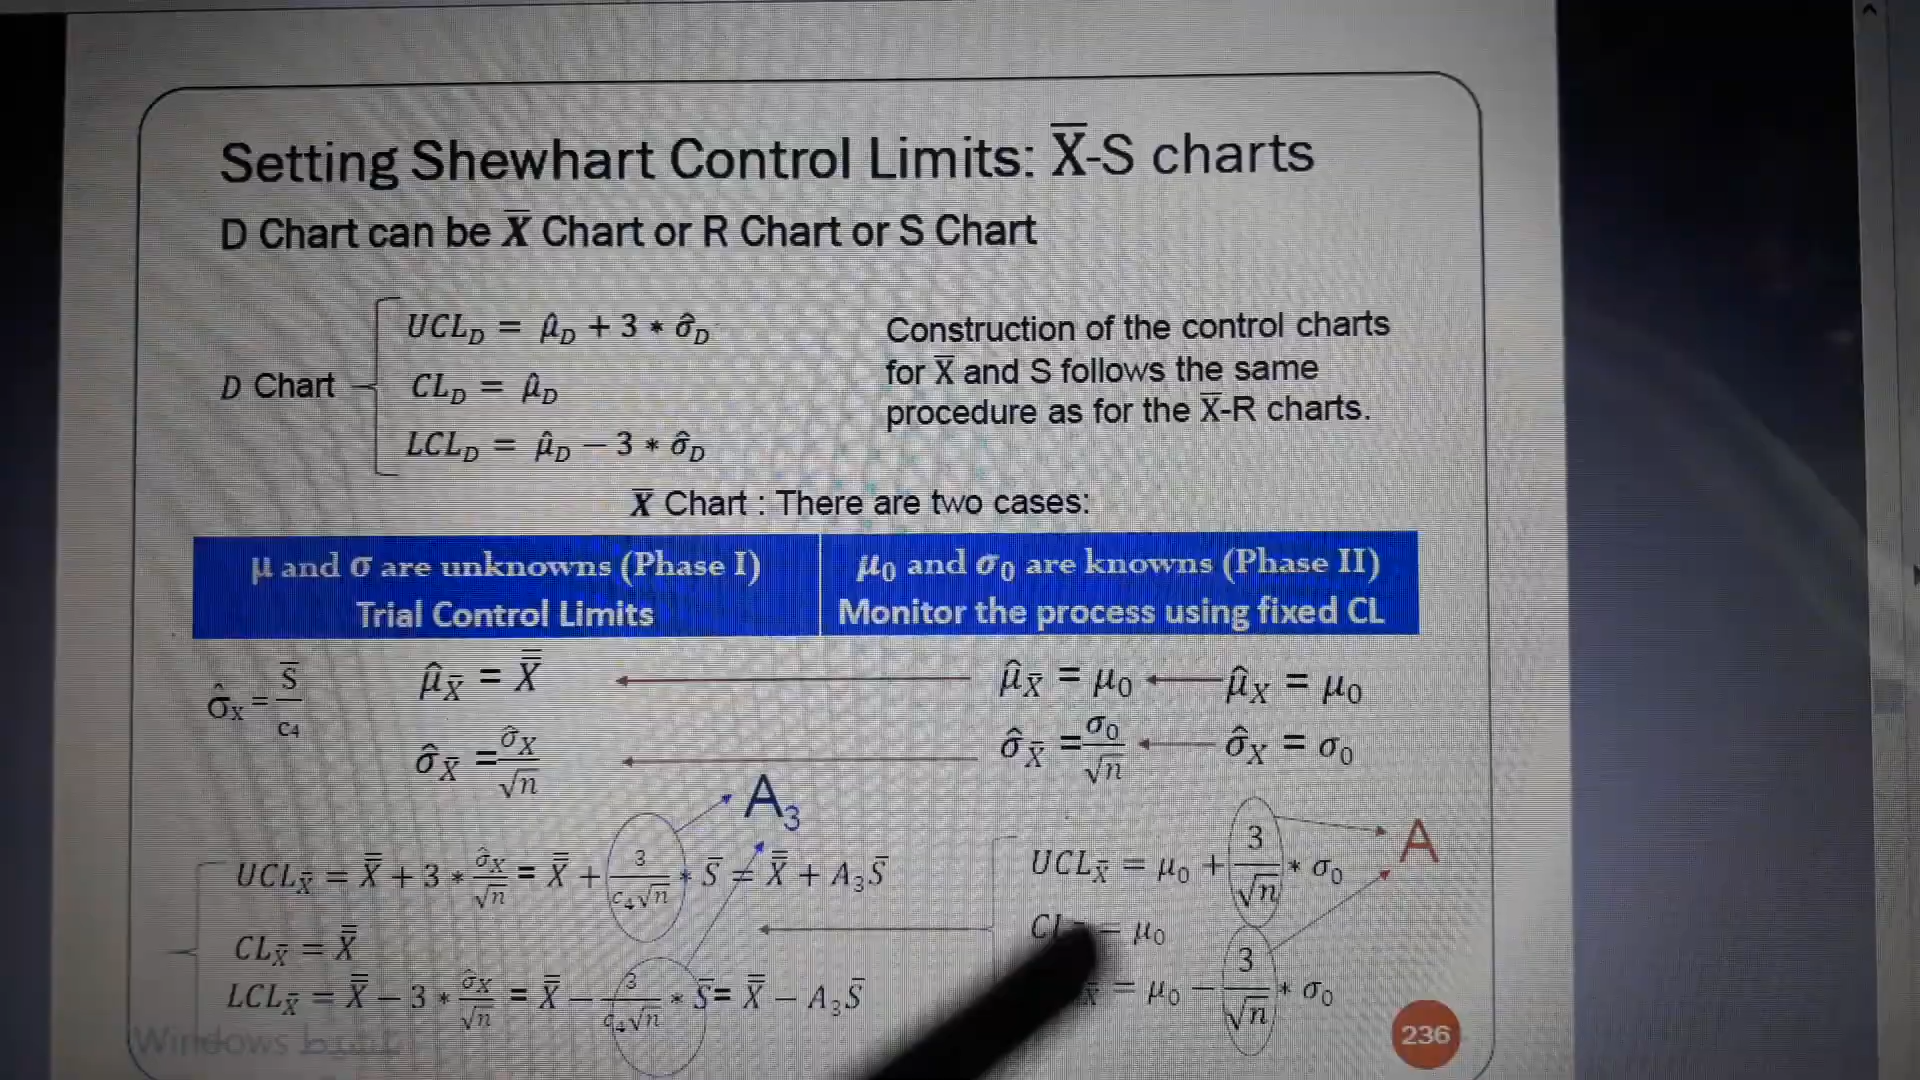 Setting Shewhart Control Limits: X̅-S charts
D Chart can be X̅ Chart or R Chart or S Chart
UCL_D = μ̂_D + 3 * σ̂_D
D Chart
CL_D = μ̂_D
LCL_D = μ̂_D − 3 * σ̂_D
Construction of the control charts
for X̅ and S follows the same
procedure as for the X̅-R charts.
X̅ Chart : There are two cases:
μ and σ are unknowns (Phase I)
Trial Control Limits
μ₀ and σ₀ are knowns (Phase II)
Monitor the process using fixed CL
σ̂_X = S̅/c₄
μ̂_X̅ = X̿
σ̂_X̅ = σ̂_X/√n
μ̂_X̅ = μ₀ μ̂_X = μ₀
σ̂_X̅ = σ₀/√n σ̂_X = σ₀
A₃
UCL_X̅ = X̿ + 3 * σ̂_X/√n = X̿ + 3/(c₄√n) * S̅ = X̿ + A₃S̅
CL_X̅ = X̿
LCL_X̅ = X̿ − 3 * σ̂_X/√n = X̿ − 3/(c₄√n) * S̅ = X̿ − A₃S̅
A
UCL_X̅ = μ₀ + 3/√n * σ₀
CL = μ₀
= μ₀ − 3/√n * σ₀
236
Windows